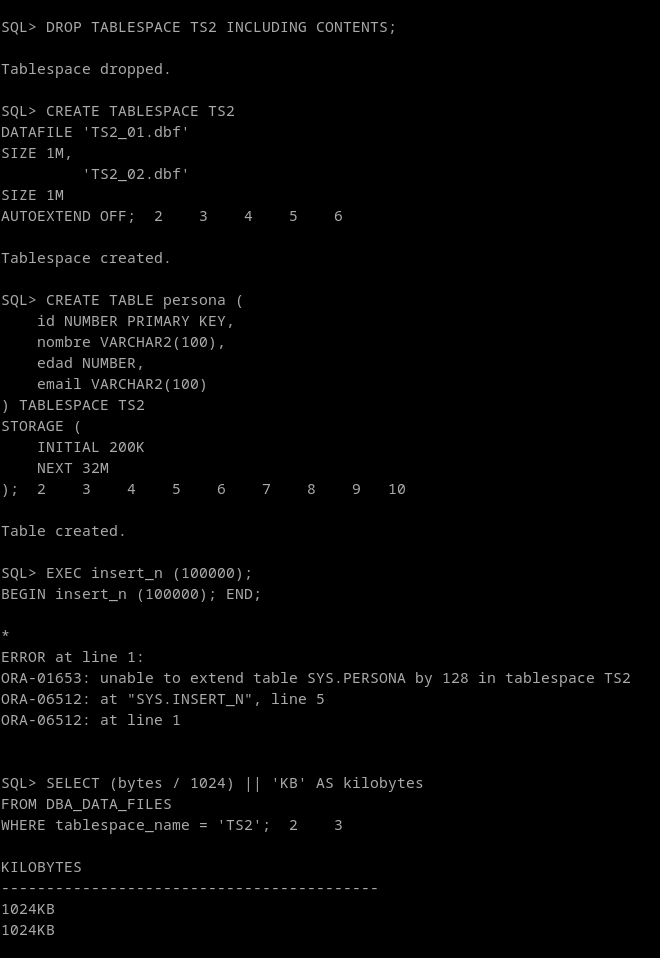 SQL> DROP TABLESPACE TS2 INCLUDING CONTENTS;
Tablespace dropped.
SQL> CREATE TABLESPACE TS2
DATAFILE 'TS2_01.dbf'
SIZE 1M,
         'TS2_02.dbf'
SIZE 1M
AUTOEXTEND OFF;  2    3    4    5    6
Tablespace created.
SQL> CREATE TABLE persona (
    id NUMBER PRIMARY KEY,
    nombre VARCHAR2(100),
    edad NUMBER,
    email VARCHAR2(100)
) TABLESPACE TS2
STORAGE (
    INITIAL 200K
    NEXT 32M
);  2    3    4    5    6    7    8    9   10
Table created.
SQL> EXEC insert_n (100000);
BEGIN insert_n (100000); END;
*
ERROR at line 1:
ORA-01653: unable to extend table SYS.PERSONA by 128 in tablespace TS2
ORA-06512: at "SYS.INSERT_N", line 5
ORA-06512: at line 1
SQL> SELECT (bytes / 1024) || 'KB' AS kilobytes
FROM DBA_DATA_FILES
WHERE tablespace_name = 'TS2';  2    3
KILOBYTES
------------------------------------------
1024KB
1024KB